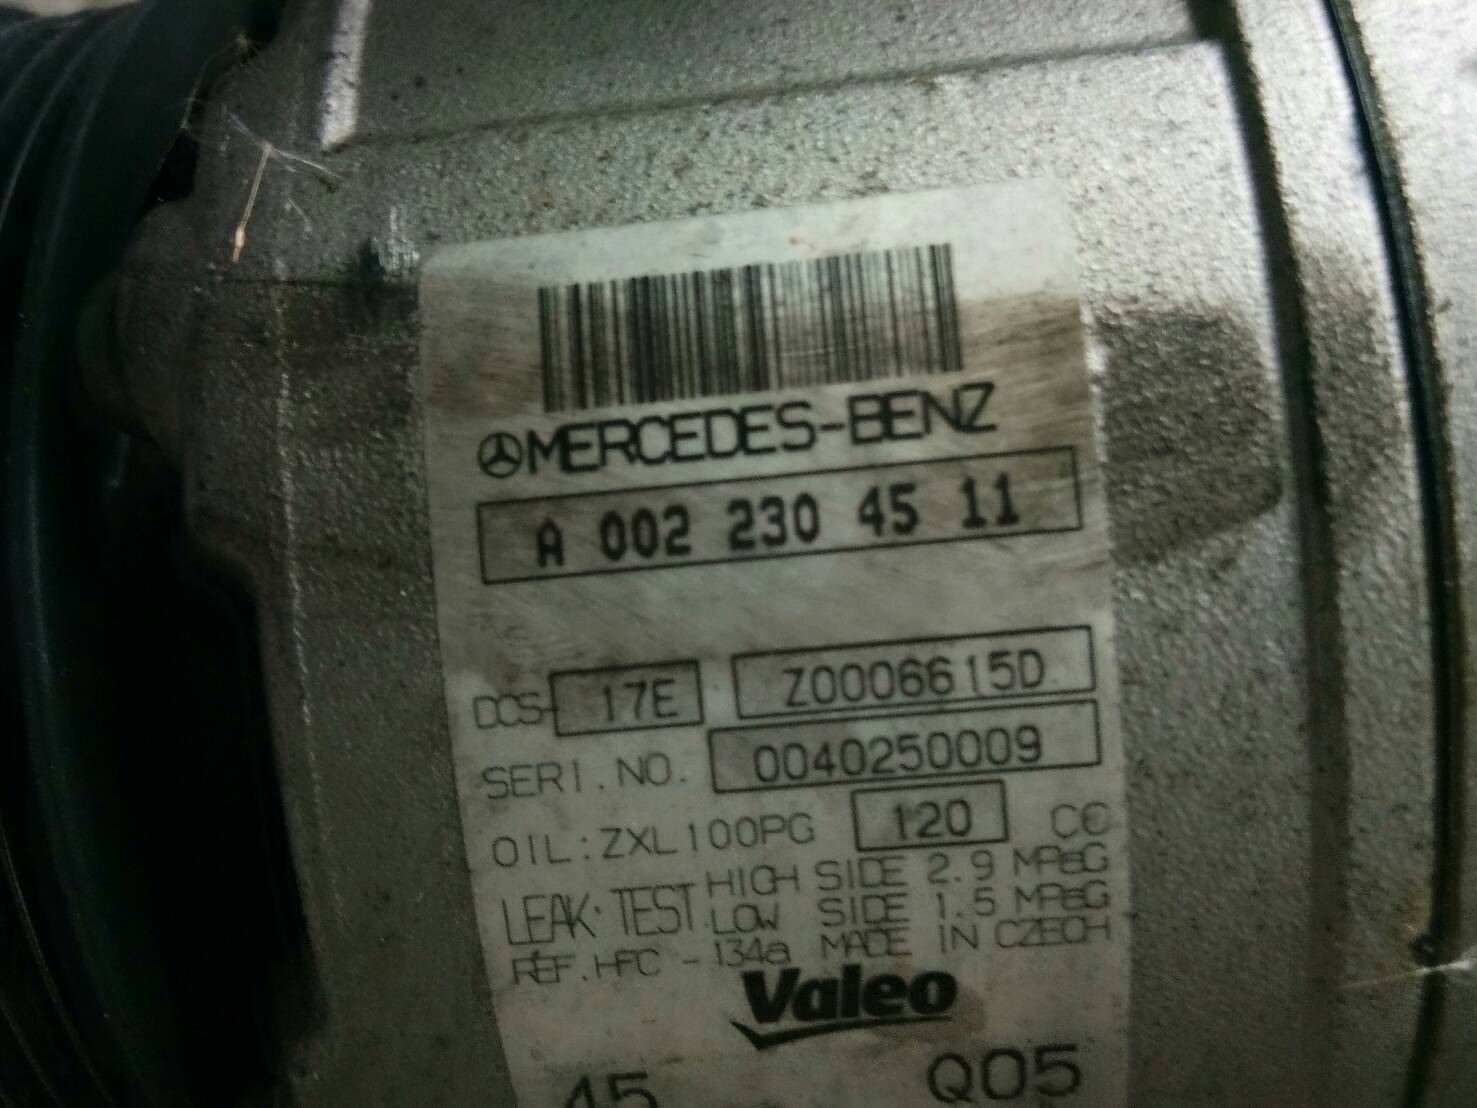 MERCEDES-BENZ
A 002 230 45 11
DCS- 17E Z0006615D
SERI.NO. 0040250009
OIL:ZXL100PG 120 CC
LEAK TEST HIGH SIDE 2.9 MPaG
LOW SIDE 1.5 MPaG
REF.HFC-134a MADE IN CZECH
Valeo
45 Q05